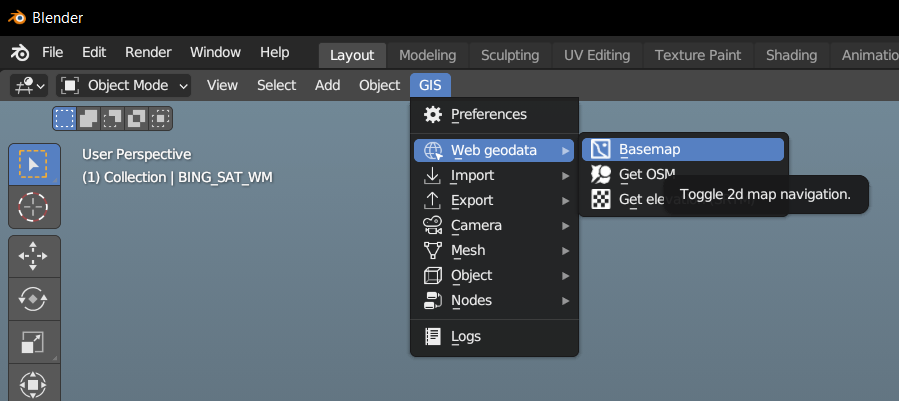 Blender
File Edit Render Window Help Layout Modeling Sculpting UV Editing Texture Paint Shading
Object Mode View Select Add Object GIS
Preferences
User Perspective
(1) Collection | BING_SAT_WM
Web geodata
Basemap
Import
Get OSM
Toggle 2d map navigation.
Export
Get
Camera
Mesh
Object
Nodes
Logs